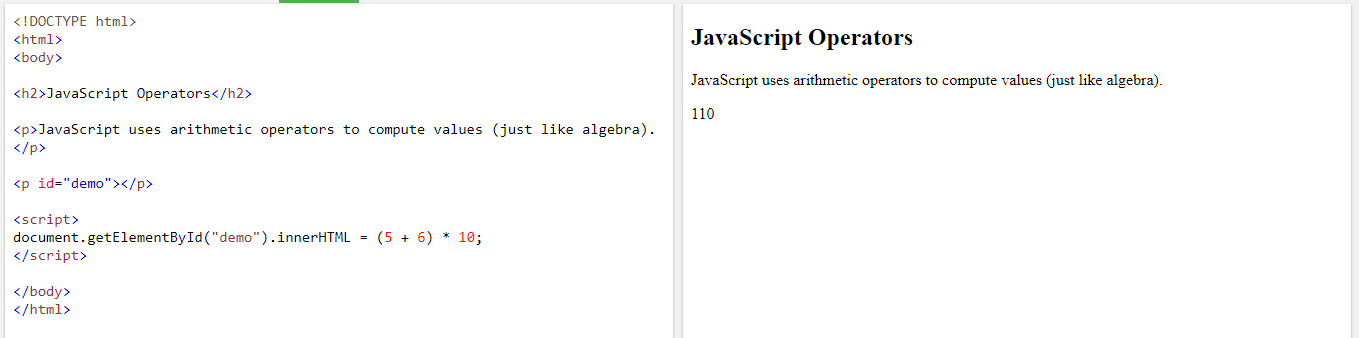 <!DOCTYPE html>
<html>
<body>
<h2>JavaScript Operators</h2>
<p>JavaScript uses arithmetic operators to compute values (just like algebra).
</p>
<p id="demo"></p>
<script>
document.getElementById("demo").innerHTML = (5 + 6) * 10;
</script>
</body>
</html>
JavaScript Operators
JavaScript uses arithmetic operators to compute values (just like algebra).
110